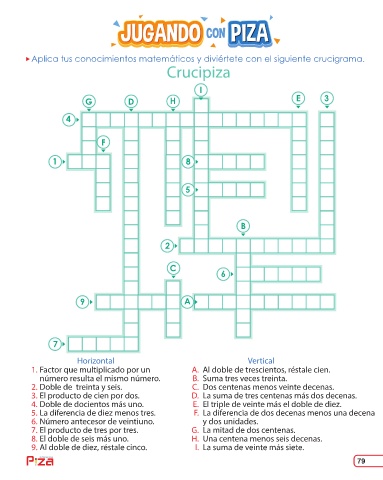 JUGANDO CON PIZA
Aplica tus conocimientos matemáticos y diviértete con el siguiente crucigrama.
Crucipiza
I
G D H E 3
4
F
1 8
5
B
2
C
6
9 A
7
Horizontal
1. Factor que multiplicado por un
número resulta el mismo número.
2. Doble de treinta y seis.
3. El producto de cien por dos.
4. Doble de docientos más uno.
5. La diferencia de diez menos tres.
6. Número antecesor de veintiuno.
7. El producto de tres por tres.
8. El doble de seis más uno.
9. Al doble de diez, réstale cinco.
Vertical
A. Al doble de trescientos, réstale cien.
B. Suma tres veces treinta.
C. Dos centenas menos veinte decenas.
D. La suma de tres centenas más dos decenas.
E. El triple de veinte más el doble de diez.
F. La diferencia de dos decenas menos una decena
y dos unidades.
G. La mitad de dos centenas.
H. Una centena menos seis decenas.
I. La suma de veinte más siete.
Piza
79